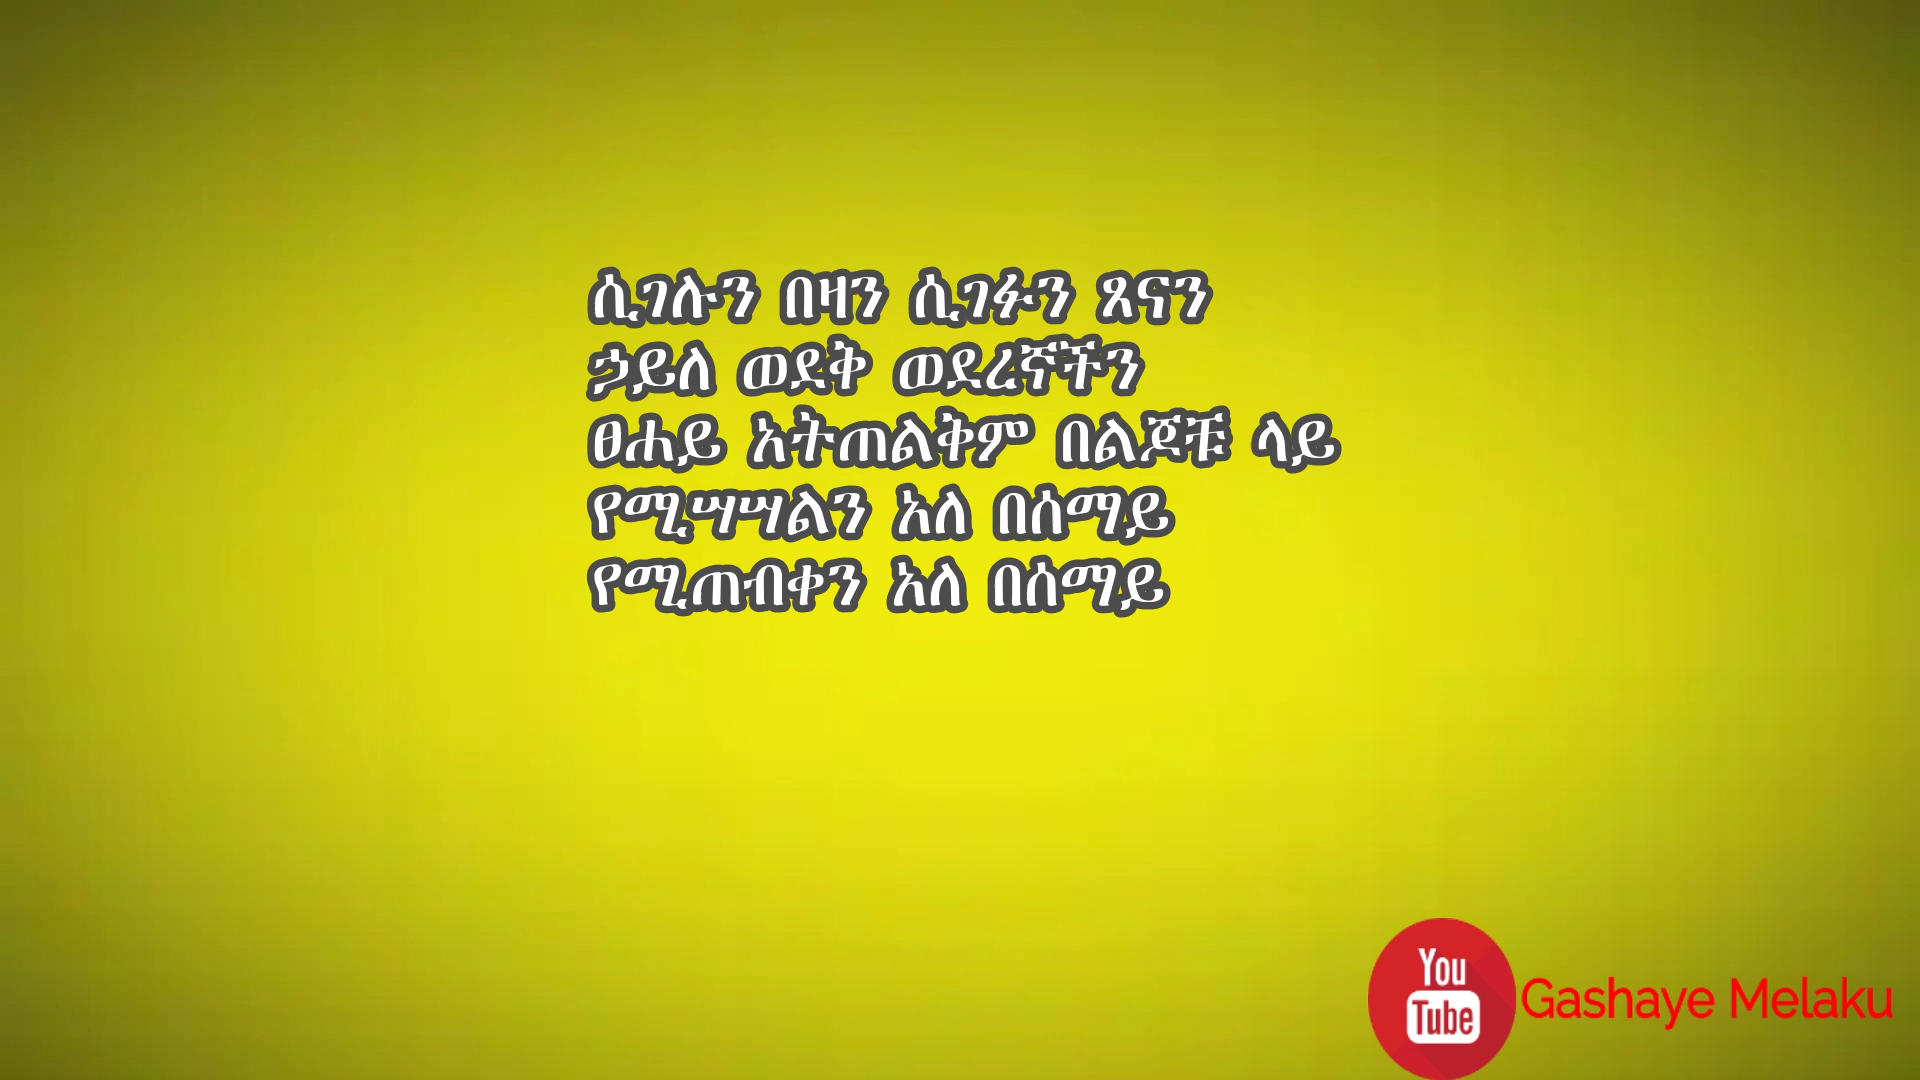 ሲገሉን በዛን ሲገፉን ጸናን
ኃይለ ወደቅ ወደረኛችን
ፀሐይ አትጠልቅም በልጆቹ ላይ
የሚሣሣልን አለ በሰማይ
የሚጠብቀን አለ በሰማይ
You
Tube
Gashaye Melaku